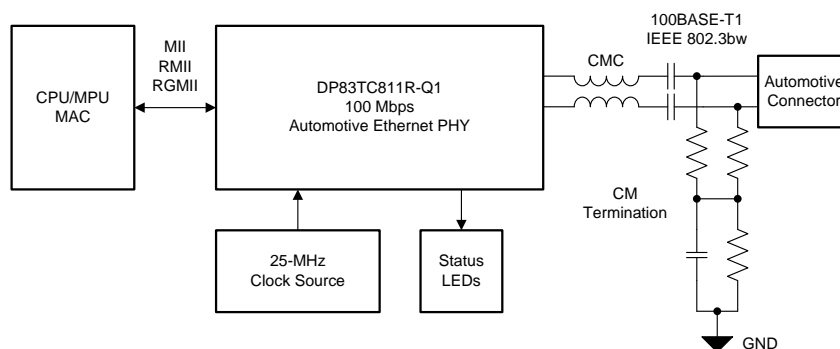 MII
RMII
RGMII
CPU/MPU
MAC
DP83TC811R-Q1
100 Mbps
Automotive Ethernet PHY
CMC
100BASE-T1
IEEE 802.3bw
Automotive
Connector
CM
Termination
25-MHz
Clock Source
Status
LEDs
GND